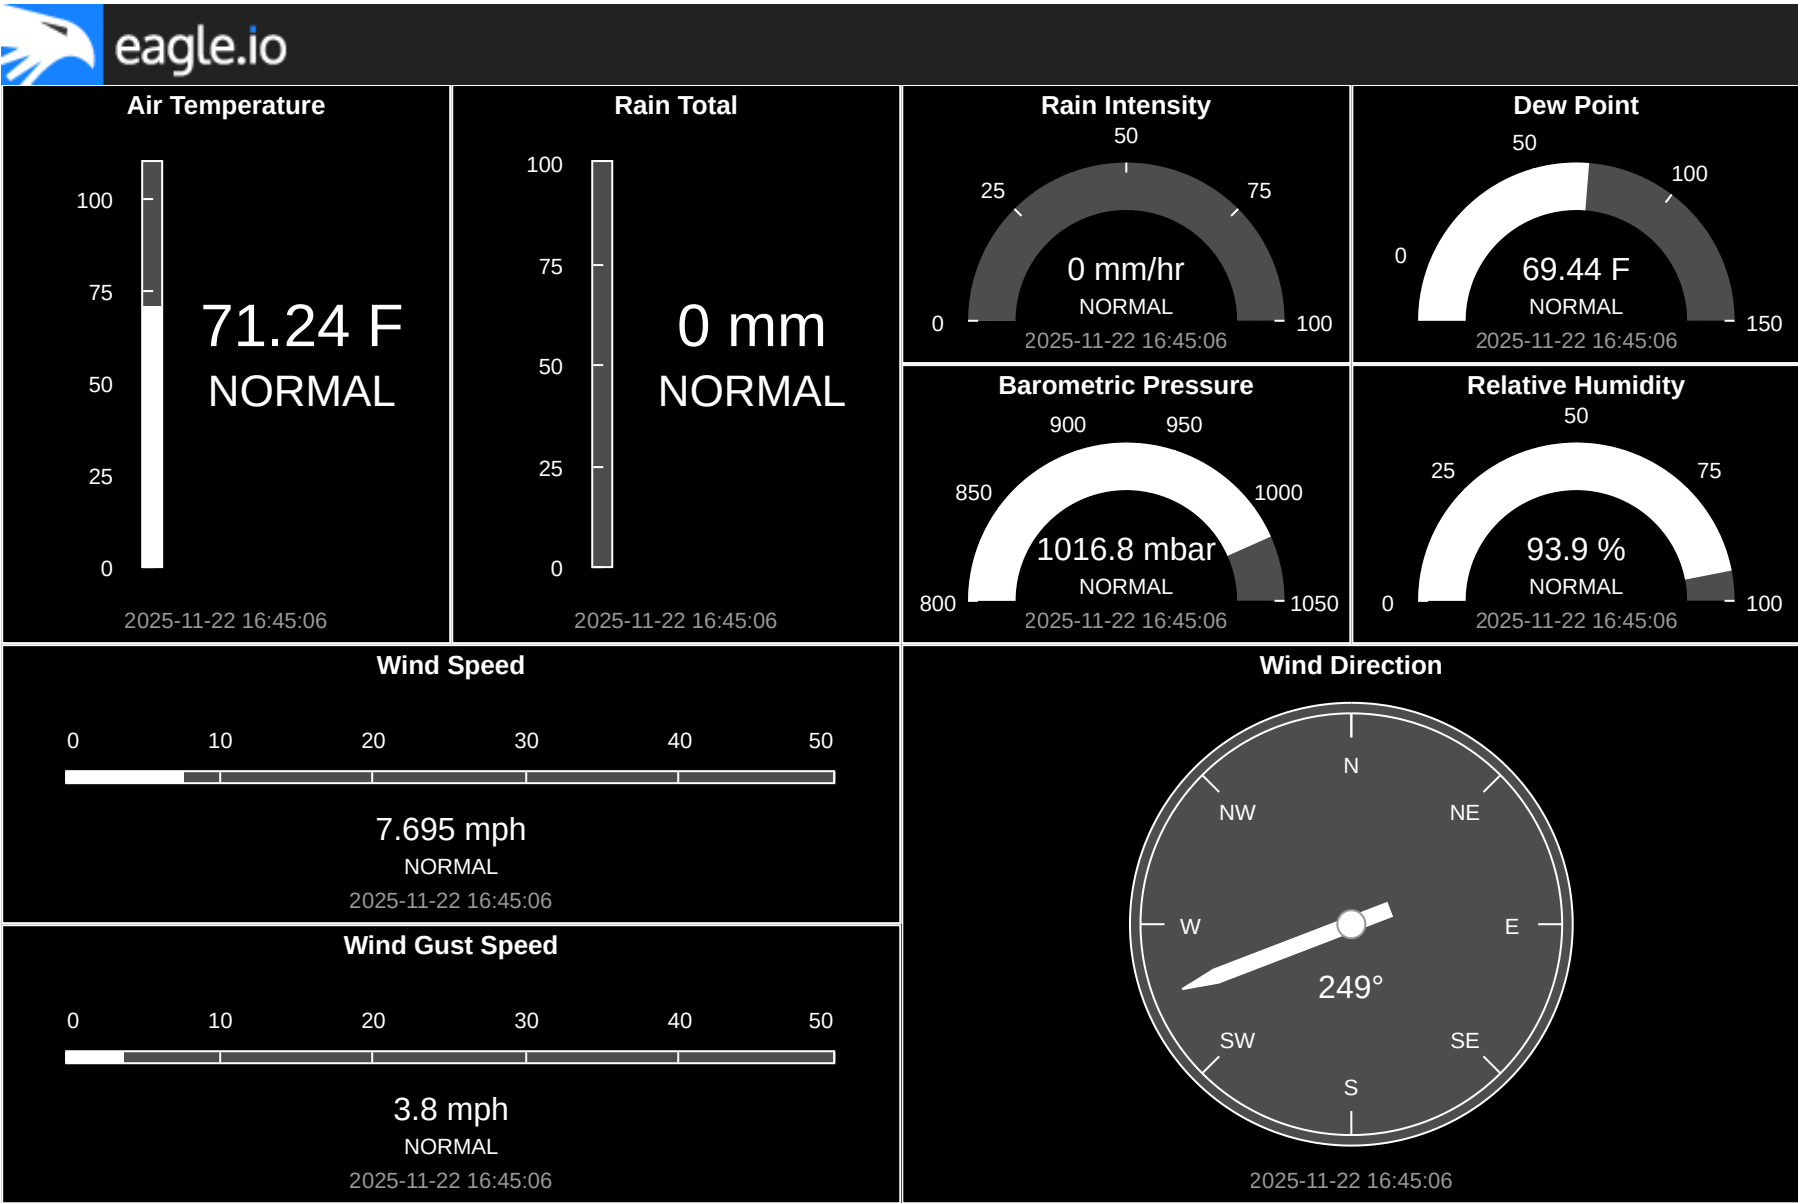 eagle.io
Air Temperature
100
75
50
25
0
71.24 F
NORMAL
2025-11-22 16:45:06
Rain Total
100
75
50
25
0
0 mm
NORMAL
2025-11-22 16:45:06
Rain Intensity
50
25 75
0 mm/hr
NORMAL
0 100
2025-11-22 16:45:06
Dew Point
50
100
0
69.44 F
NORMAL
150
2025-11-22 16:45:06
Barometric Pressure
900 950
850 1000
1016.8 mbar
NORMAL
800 1050
2025-11-22 16:45:06
Relative Humidity
50
25 75
93.9 %
NORMAL
0 100
2025-11-22 16:45:06
Wind Speed
0 10 20 30 40 50
7.695 mph
NORMAL
2025-11-22 16:45:06
Wind Gust Speed
0 10 20 30 40 50
3.8 mph
NORMAL
2025-11-22 16:45:06
Wind Direction
N
NW NE
W E
249°
SW SE
S
2025-11-22 16:45:06